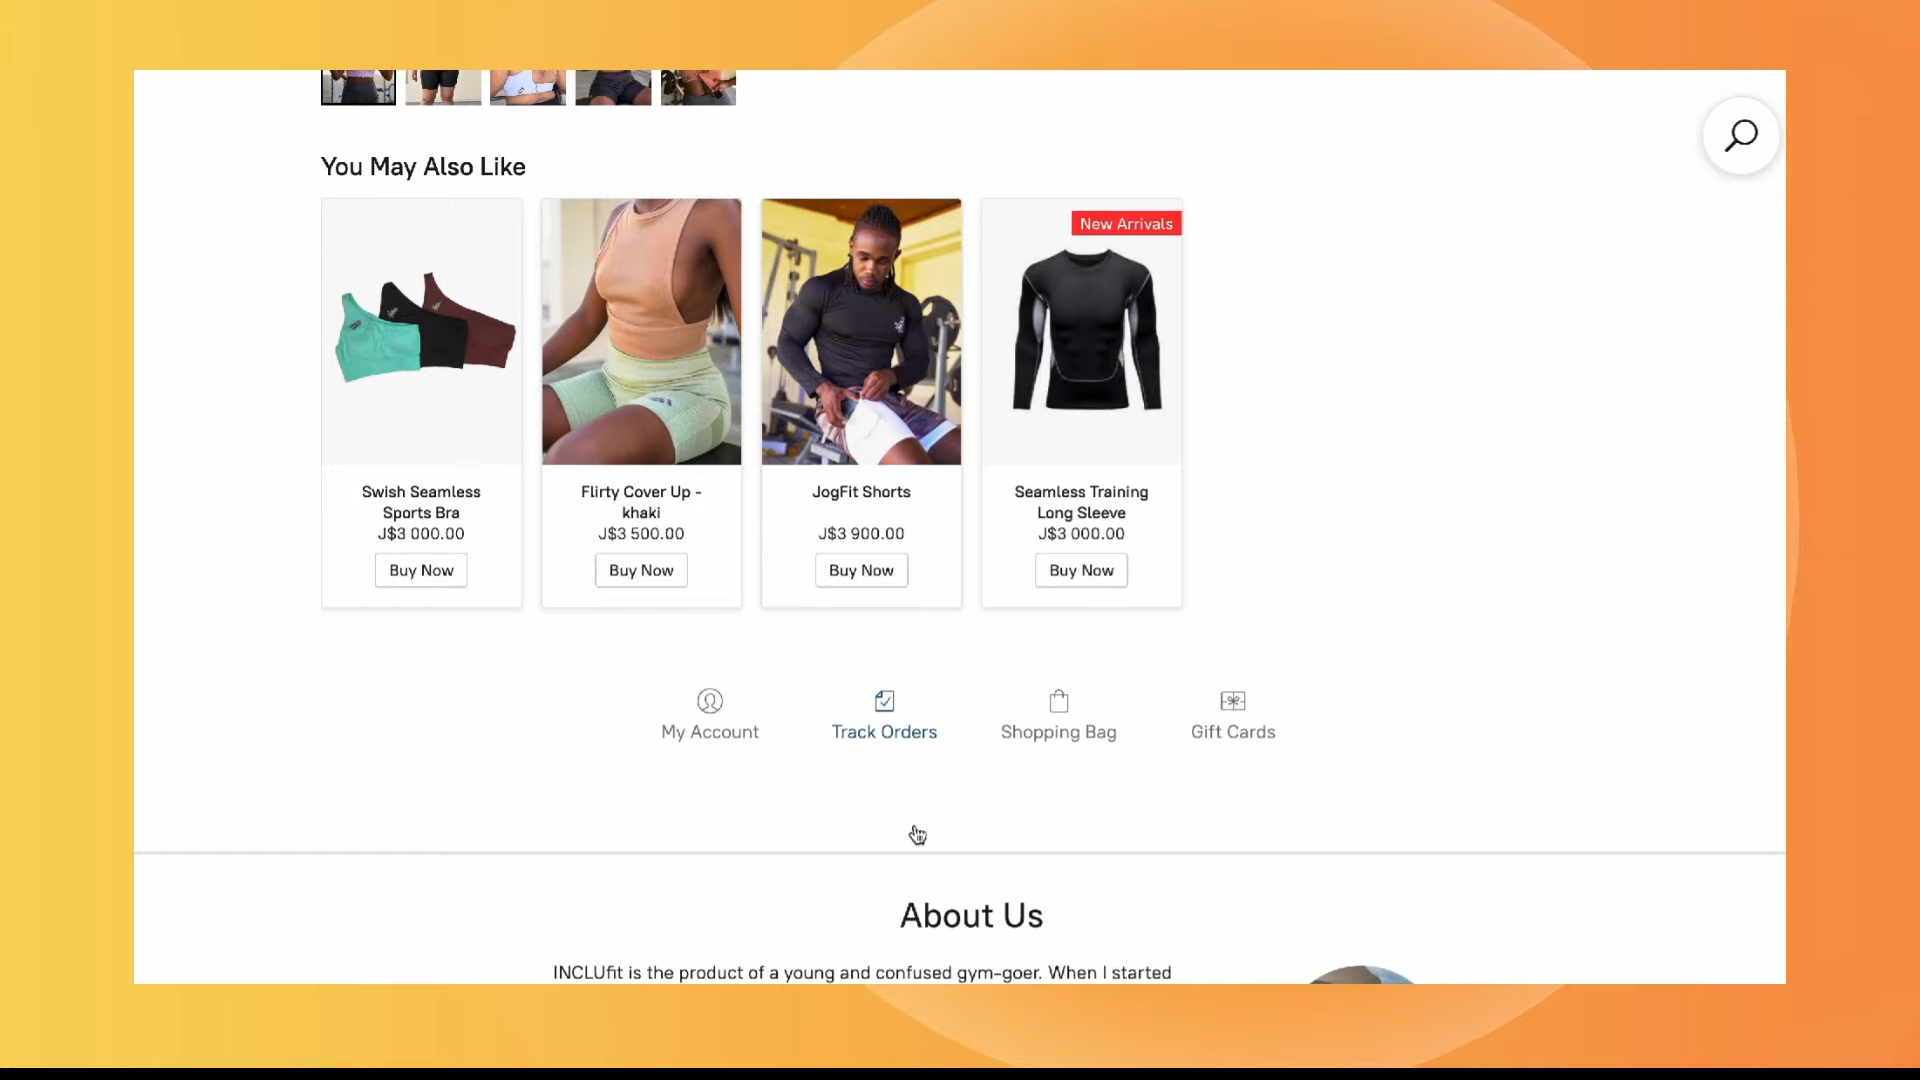 You May Also Like
New Arrivals
Swish Seamless
Sports Bra
J$3 000.00
Buy Now
Flirty Cover Up -
khaki
J$3 500.00
Buy Now
JogFit Shorts
J$3 900.00
Buy Now
Seamless Training
Long Sleeve
J$3 000.00
Buy Now
My Account
Track Orders
Shopping Bag
Gift Cards
About Us
INCLUfit is the product of a young and confused gym-goer. When I started